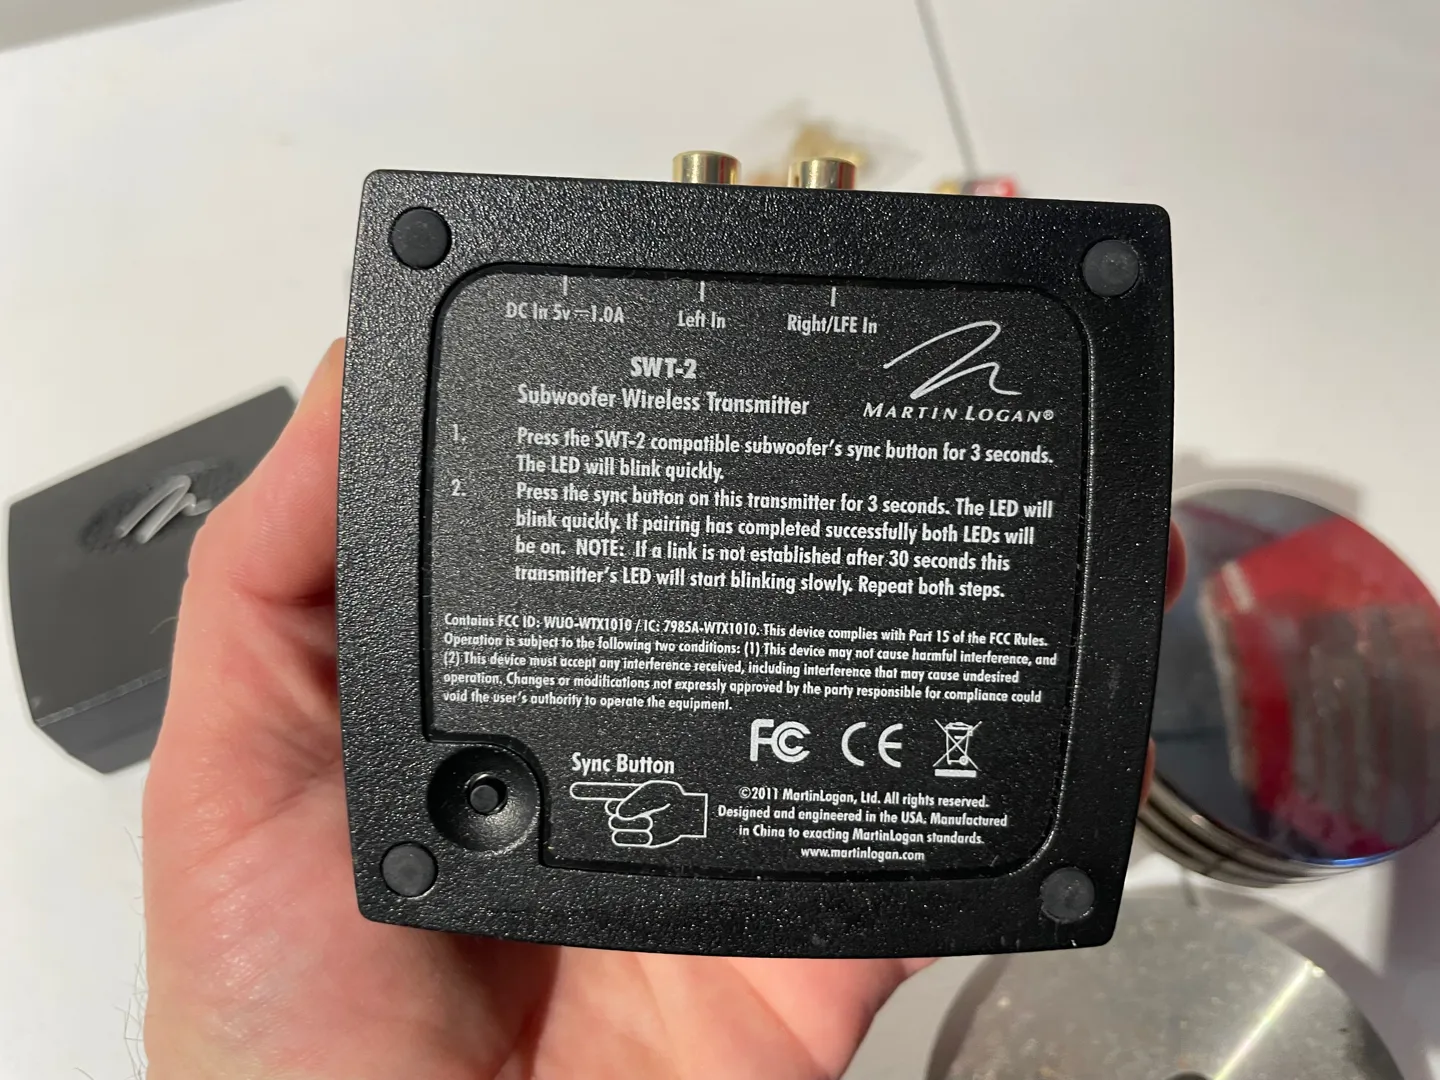 DC In 5v⎓1.0A
Left In
Right/LFE In
SWT-2
Subwoofer Wireless Transmitter
MARTIN LOGAN®
1. Press the SWT-2 compatible subwoofer's sync button for 3 seconds.
The LED will blink quickly.
2. Press the sync button on this transmitter for 3 seconds. The LED will
blink quickly. If pairing has completed successfully both LEDs will
be on. NOTE: If a link is not established after 30 seconds this
transmitter's LED will start blinking slowly. Repeat both steps.
Contains FCC ID: WUO-WTX1010 / IC: 7985A-WTX1010. This device complies with Part 15 of the FCC Rules.
Operation is subject to the following two conditions: (1) This device may not cause harmful interference, and
(2) This device must accept any interference received, including interference that may cause undesired
operation. Changes or modifications not expressly approved by the party responsible for compliance could
void the user's authority to operate the equipment.
FC CE
Sync Button
©2011 MartinLogan, Ltd. All rights reserved.
Designed and engineered in the USA. Manufactured
in China to exacting MartinLogan standards.
www.martinlogan.com